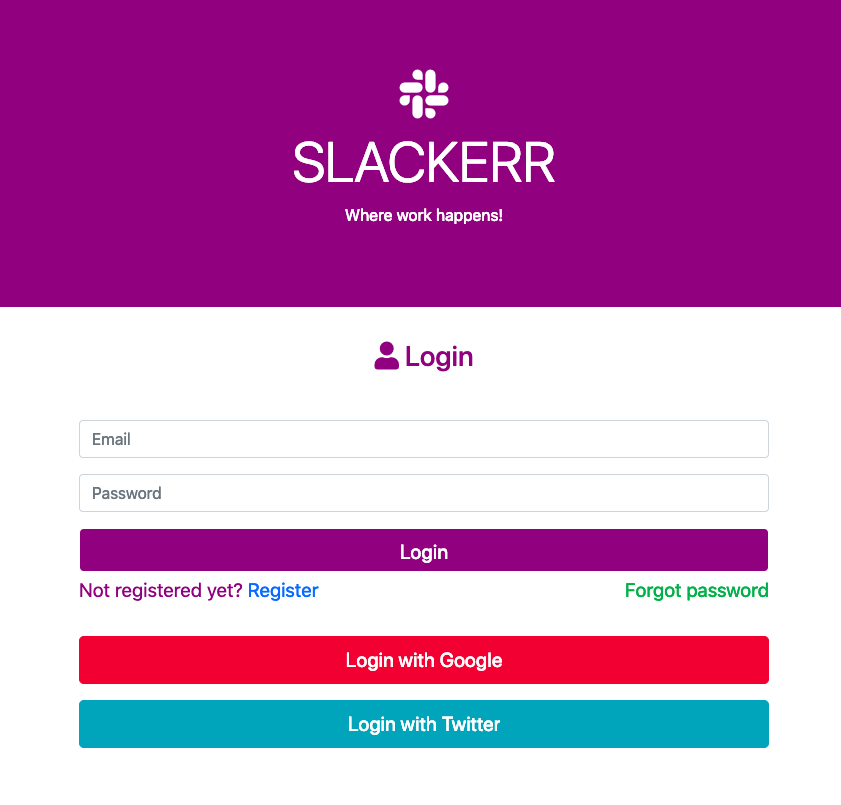 SLACKERR
Where work happens!
Login
Email
Password
Login
Not registered yet? Register Forgot password
Login with Google
Login with Twitter